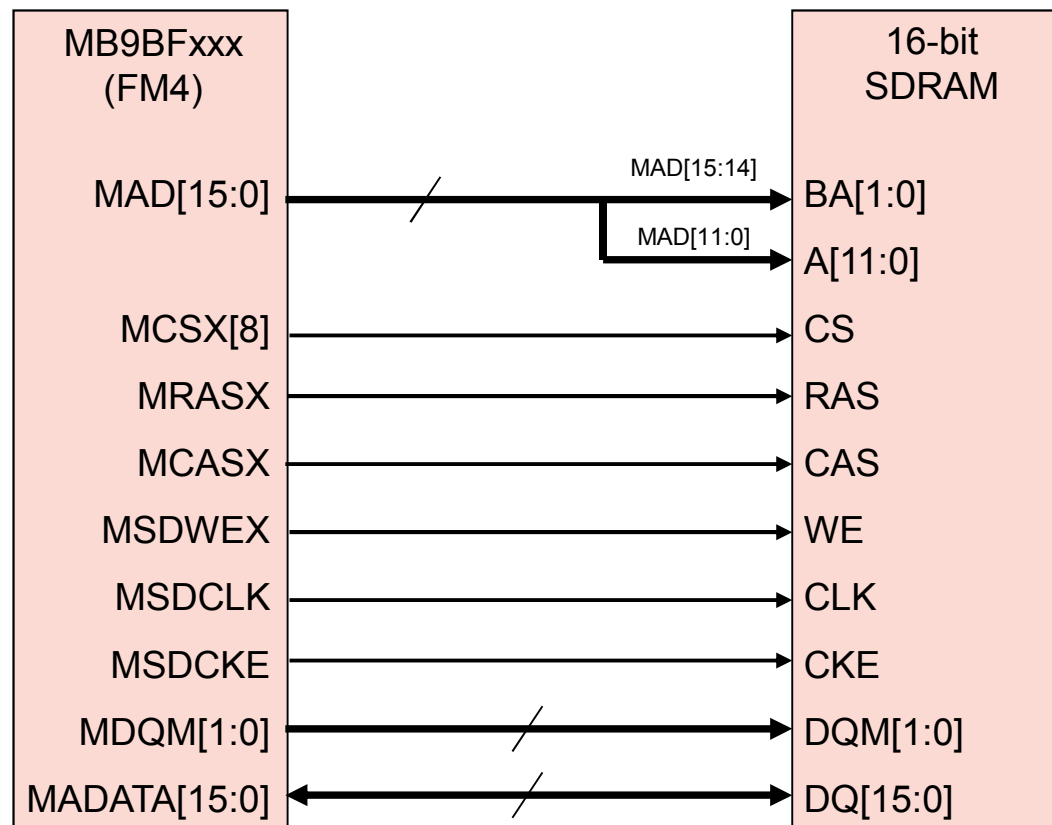 MB9BFxxx
(FM4)
16-bit
SDRAM
MAD[15:0]
MAD[15:14]
BA[1:0]
MAD[11:0]
A[11:0]
MCSX[8]
CS
MRASX
RAS
MCASX
CAS
MSDWEX
WE
MSDCLK
CLK
MSDCKE
CKE
MDQM[1:0]
DQM[1:0]
MADATA[15:0]
DQ[15:0]